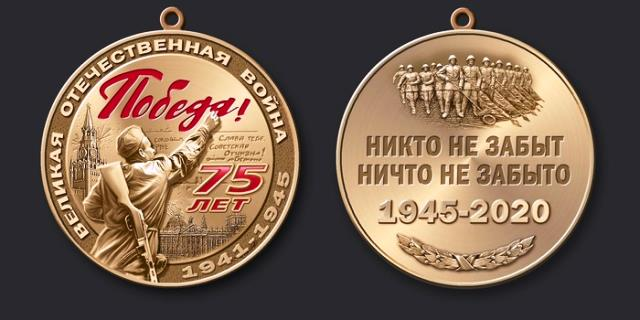 ВЕЛИКАЯ ОТЕЧЕСТВЕННАЯ ВОЙНА
Победа!
СЛАВА ТЕБЕ,
СОВЕТСКАЯ
75
ЛЕТ
1941-1945
НИКТО НЕ ЗАБЫТ
НИЧТО НЕ ЗАБЫТО
1945-2020